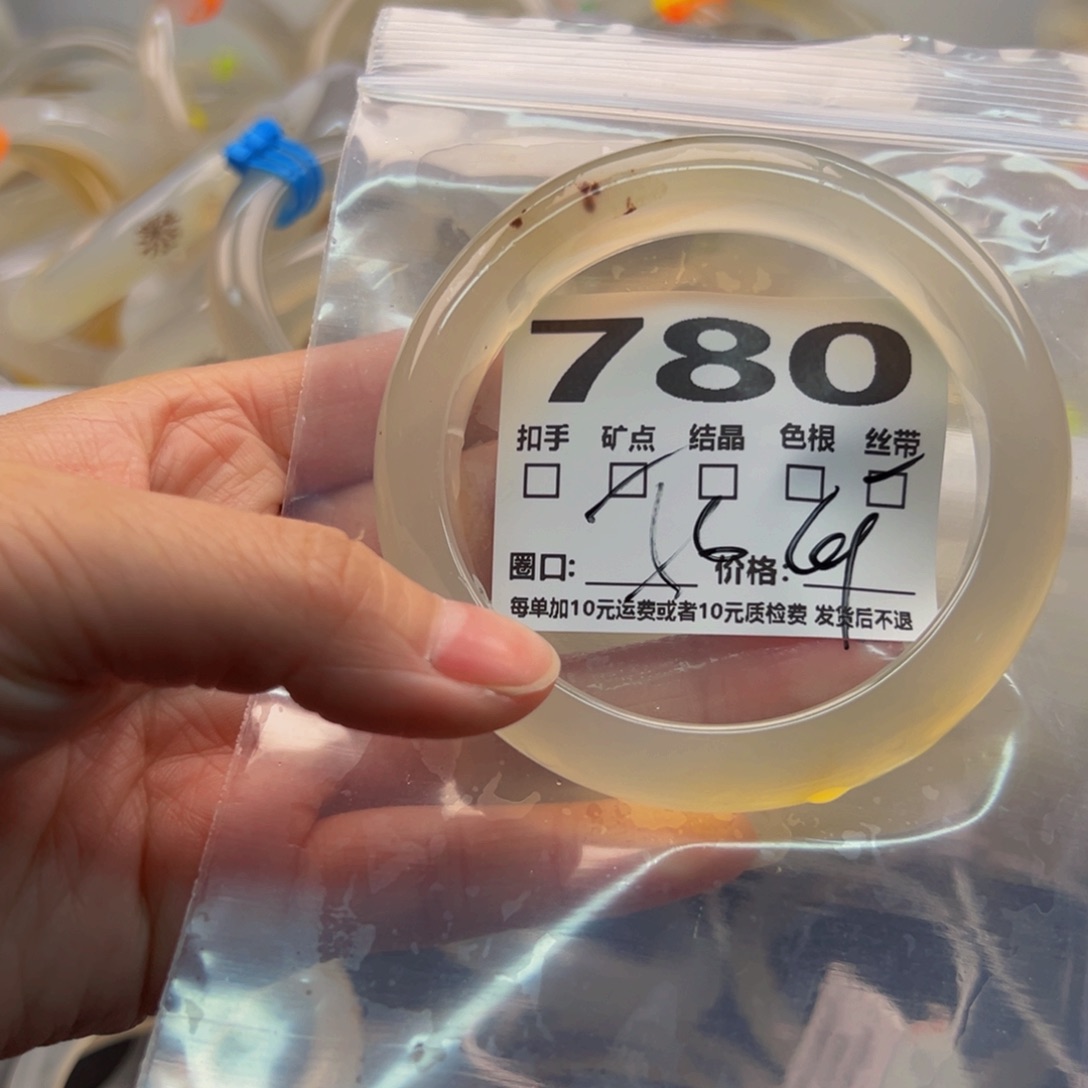 780
扣手 矿点 结晶 色根 丝带
圈口: 价格:
每单加10元运费或者10元质检费 发货后不退